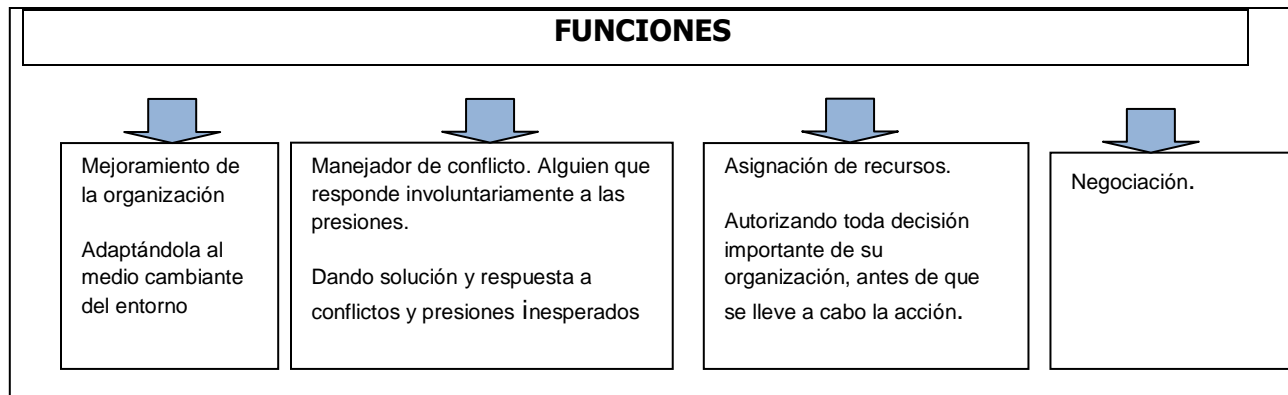 FUNCIONES
Mejoramiento de
la organización
Adaptándola al
medio cambiante
del entorno
Manejador de conflicto. Alguien que
responde involuntariamente a las
presiones.
Dando solución y respuesta a
conflictos y presiones inesperados
Asignación de recursos.
Autorizando toda decisión
importante de su
organización, antes de que
se lleve a cabo la acción.
Negociación.